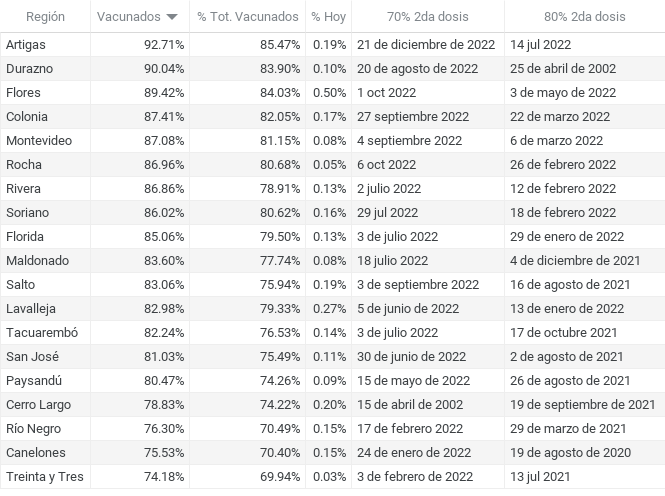 Región Vacunados % Tot. Vacunados % Hoy 70% 2da dosis 80% 2da dosis
Artigas 92.71% 85.47% 0.19% 21 de diciembre de 2022 14 jul 2022
Durazno 90.04% 83.90% 0.10% 20 de agosto de 2022 25 de abril de 2002
Flores 89.42% 84.03% 0.50% 1 oct 2022 3 de mayo de 2022
Colonia 87.41% 82.05% 0.17% 27 septiembre 2022 22 de marzo 2022
Montevideo 87.08% 81.15% 0.08% 4 septiembre 2022 6 de marzo 2022
Rocha 86.96% 80.68% 0.05% 6 oct 2022 26 de febrero 2022
Rivera 86.86% 78.91% 0.13% 2 julio 2022 12 de febrero 2022
Soriano 86.02% 80.62% 0.16% 29 jul 2022 18 de febrero 2022
Florida 85.06% 79.50% 0.13% 3 de julio 2022 29 de enero de 2022
Maldonado 83.60% 77.74% 0.08% 18 julio 2022 4 de diciembre de 2021
Salto 83.06% 75.94% 0.19% 3 de septiembre 2022 16 de agosto de 2021
Lavalleja 82.98% 79.33% 0.27% 5 de junio de 2022 13 de enero de 2022
Tacuarembó 82.24% 76.53% 0.14% 3 de julio 2022 17 de octubre 2021
San José 81.03% 75.49% 0.11% 30 de junio de 2022 2 de agosto de 2021
Paysandú 80.47% 74.26% 0.09% 15 de mayo de 2022 26 de agosto de 2021
Cerro Largo 78.83% 74.22% 0.20% 15 de abril de 2002 19 de septiembre de 2021
Río Negro 76.30% 70.49% 0.15% 17 de febrero 2022 29 de marzo de 2021
Canelones 75.53% 70.40% 0.15% 24 de enero de 2022 19 de agosto de 2020
Treinta y Tres 74.18% 69.94% 0.03% 3 de febrero de 2022 13 jul 2021